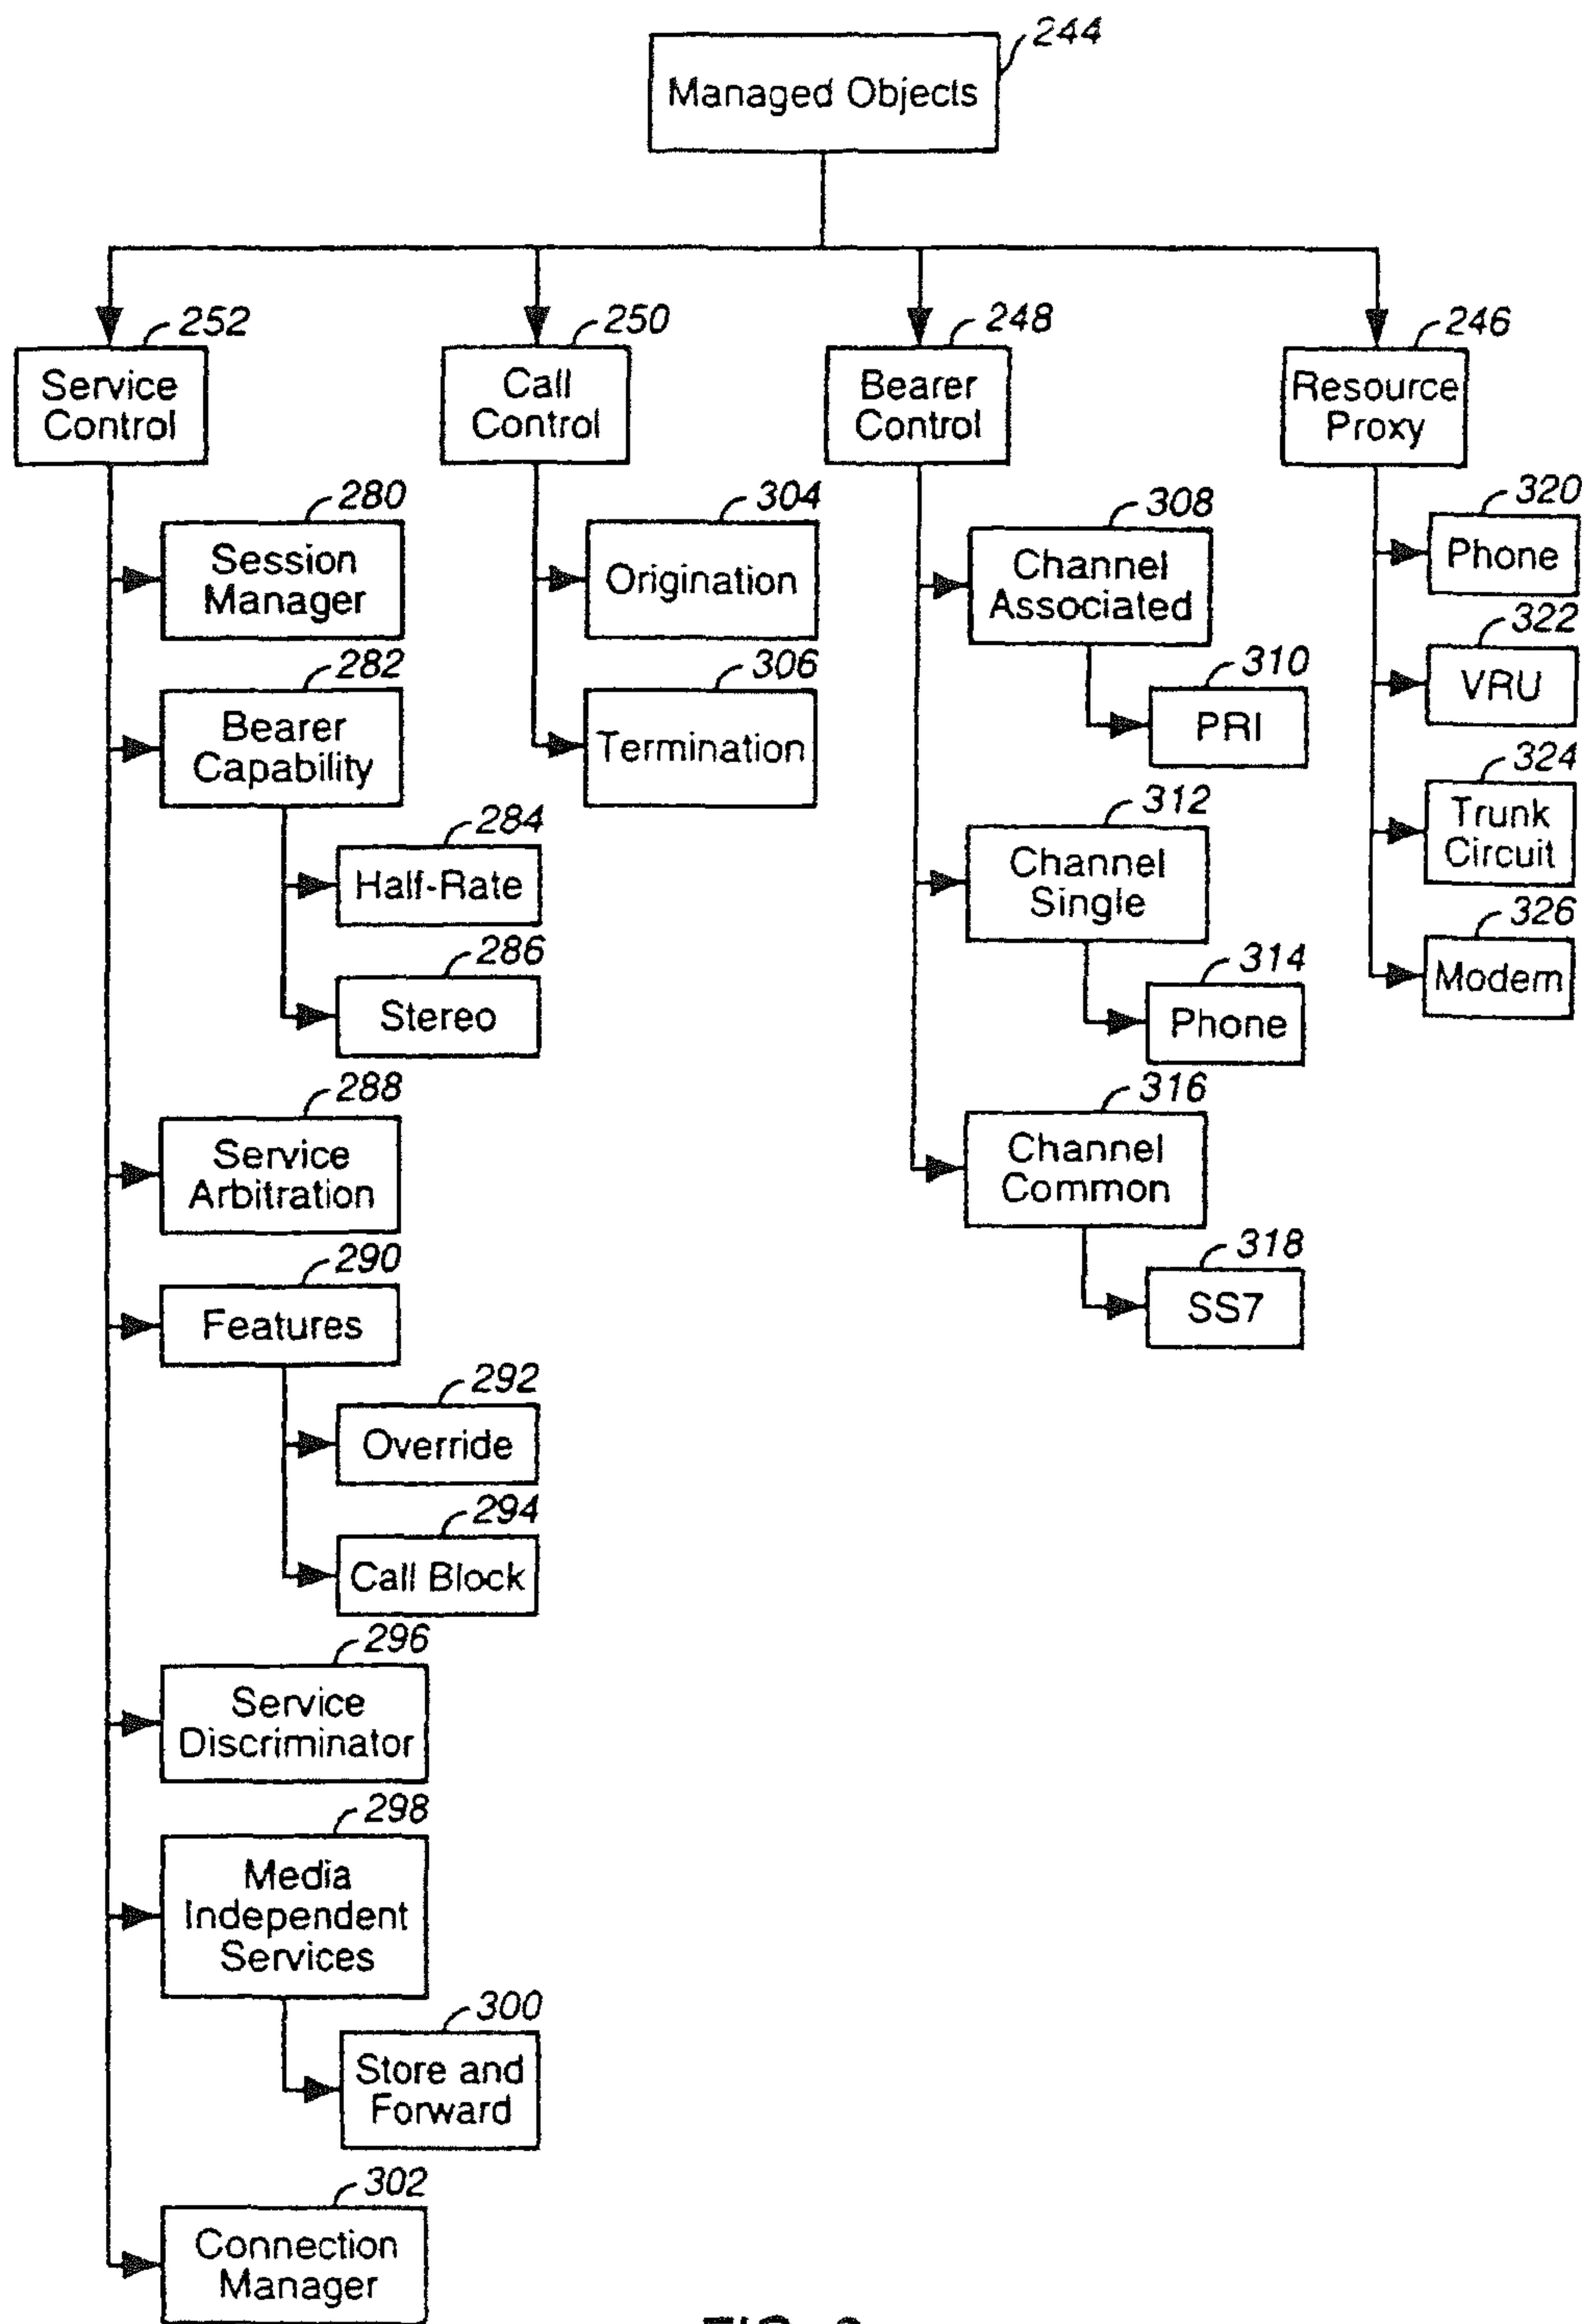 244
Managed Objects
252
Service
Control
250
Call
Control
248
Bearer
Control
246
Resource
Proxy
280
Session
Manager
282
Bearer
Capability
284
Half-Rate
286
Stereo
288
Service
Arbitration
290
Features
292
Override
294
Call Block
296
Service
Discriminator
298
Media
Independent
Services
300
Store and
Forward
302
Connection
Manager
304
Origination
306
Termination
308
Channel
Associated
310
PRI
312
Channel
Single
314
Phone
316
Channel
Common
318
SS7
320
Phone
322
VRU
324
Trunk
Circuit
326
Modem